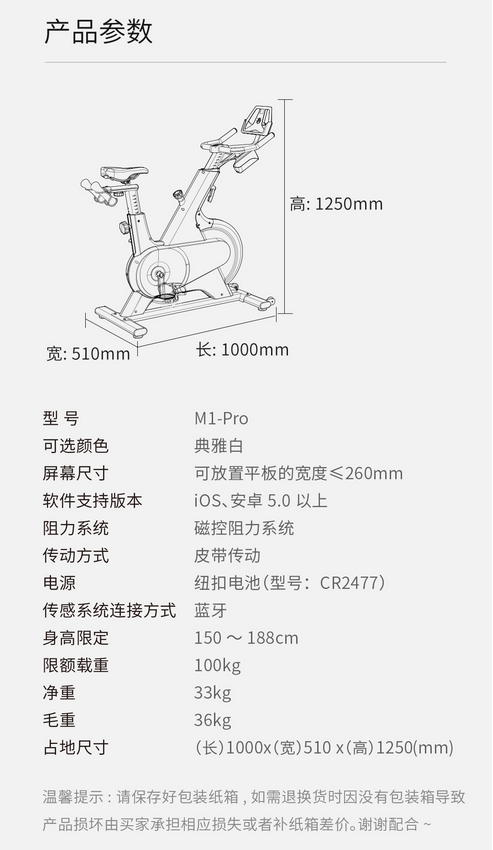 产品参数
高: 1250mm
宽: 510mm
长: 1000mm
型 号 M1-Pro
可选颜色 典雅白
屏幕尺寸 可放置平板的宽度≤260mm
软件支持版本 iOS、安卓 5.0 以上
阻力系统 磁控阻力系统
传动方式 皮带传动
电源 纽扣电池（型号： CR2477）
传感系统连接方式 蓝牙
身高限定 150 ～ 188cm
限额载重 100kg
净重 33kg
毛重 36kg
占地尺寸 （长）1000x（宽）510 x（高）1250(mm)
温馨提示 : 请保存好包装纸箱 , 如需退换货时因没有包装箱导致
产品损坏由买家承担相应损失或者补纸箱差价。谢谢配合 ~